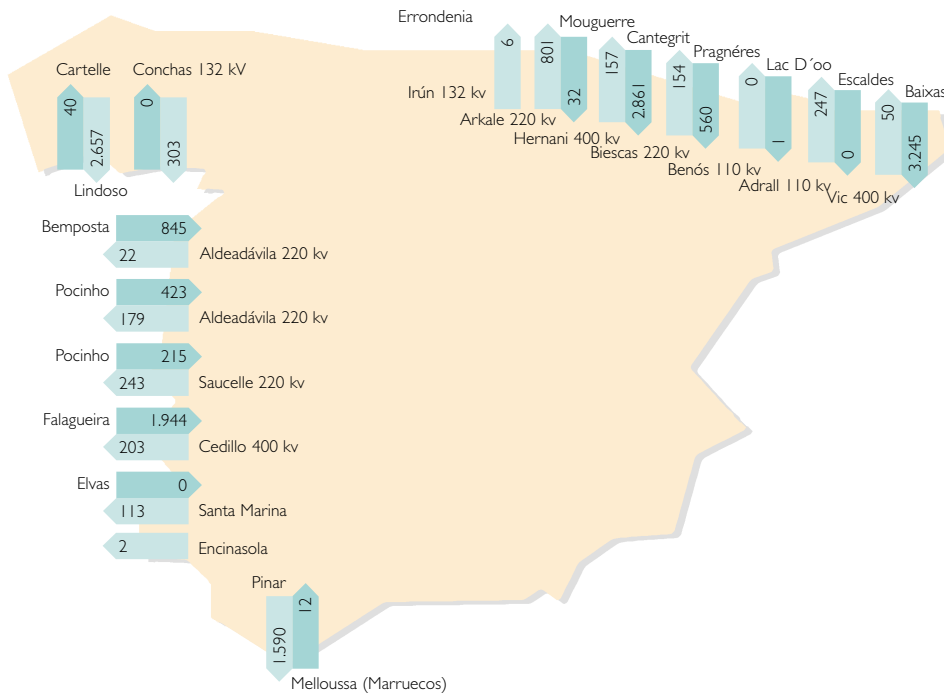 Errondenia
6
Irún 132 kv
Mouguerre
801
32
Arkale 220 kv
Cantegrit
157
2.861
Hernani 400 kv
Pragnéres
154
560
Biescas 220 kv
Lac D´oo
0
1
Benós 110 kv
Escaldes
247
0
Adrall 110 kv
Baixas
50
3.245
Vic 400 kv
Cartelle
40
2.657
Lindoso
Conchas 132 kV
0
303
Bemposta
845
22
Aldeadávila 220 kv
Pocinho
423
179
Aldeadávila 220 kv
Pocinho
215
243
Saucelle 220 kv
Falagueira
1.944
203
Cedillo 400 kv
Elvas
0
113
Santa Marina
2
Encinasola
Pinar
1.590
12
Melloussa (Marruecos)